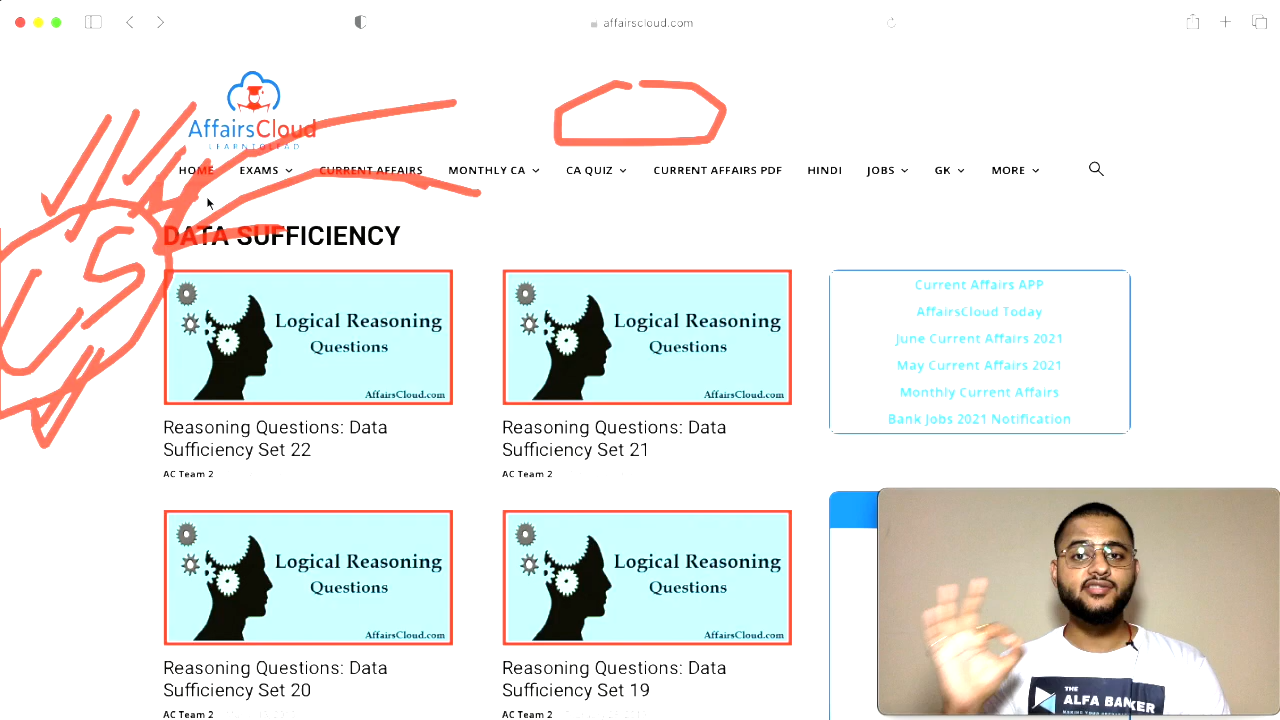 affairscloud.com
AffairsCloud
LEARN TO LEAD
HOME EXAMS CURRENT AFFAIRS MONTHLY CA CA QUIZ CURRENT AFFAIRS PDF HINDI JOBS GK MORE
DATA SUFFICIENCY
Logical Reasoning
Questions
AffairsCloud.com
Reasoning Questions: Data
Sufficiency Set 22
AC Team 2
Logical Reasoning
Questions
AffairsCloud.com
Reasoning Questions: Data
Sufficiency Set 21
AC Team 2
Current Affairs APP
AffairsCloud Today
June Current Affairs 2021
May Current Affairs 2021
Monthly Current Affairs
Bank Jobs 2021 Notification
Logical Reasoning
Questions
AffairsCloud.com
Reasoning Questions: Data
Sufficiency Set 20
AC Team 2
Logical Reasoning
Questions
AffairsCloud.com
Reasoning Questions: Data
Sufficiency Set 19
AC Team 2
THE
ALFA BANKER